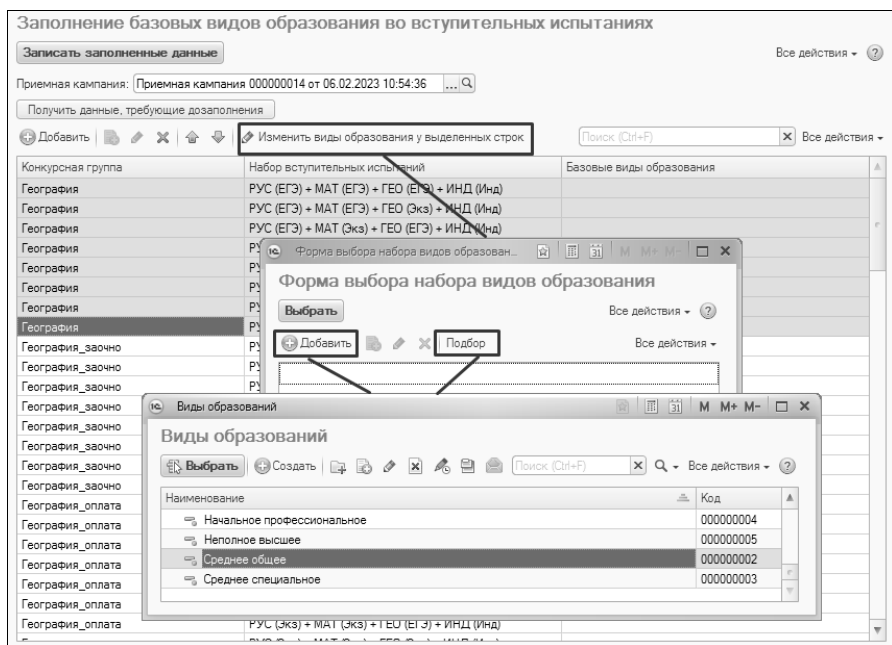 Заполнение базовых видов образования во вступительных испытаниях
Записать заполненные данные
Все действия
Приемная кампания: Приемная кампания 000000014 от 06.02.2023 10:54:36
Получить данные, требующие дозаполнения
Добавить Изменить виды образования у выделенных строк Поиск (Ctrl+F) Все действия
Конкурсная группа Набор вступительных испытаний Базовые виды образования
География РУС (ЕГЭ) + МАТ (ЕГЭ) + ГЕО (ЕГЭ) + ИНД (Инд)
География РУС (ЕГЭ) + МАТ (ЕГЭ) + ГЕО (Экз) + ИНД (Инд)
География РУС (ЕГЭ) + МАТ (Экз) + ГЕО (ЕГЭ) + ИНД (Инд)
География
География
География
География
География
География_заочно
География_заочно
География_заочно
География_заочно
География_заочно
География_заочно
География_заочно
География_заочно
География_оплата
География_оплата
География_оплата
География_оплата
География_оплата
География_оплата
География_оплата РУС (Экз) + МАТ (Экз) + ГЕО (ЕГЭ) + ИНД (Инд)
Форма выбора набора видов образован... 31 M M+ M-
Форма выбора набора видов образования
Выбрать Все действия
Добавить Подбор Все действия
Виды образований 31 M M+ M-
Виды образований
Выбрать Создать Поиск (Ctrl+F) Все действия
Наименование Код
Начальное профессиональное 000000004
Неполное высшее 000000005
Среднее общее 000000002
Среднее специальное 000000003